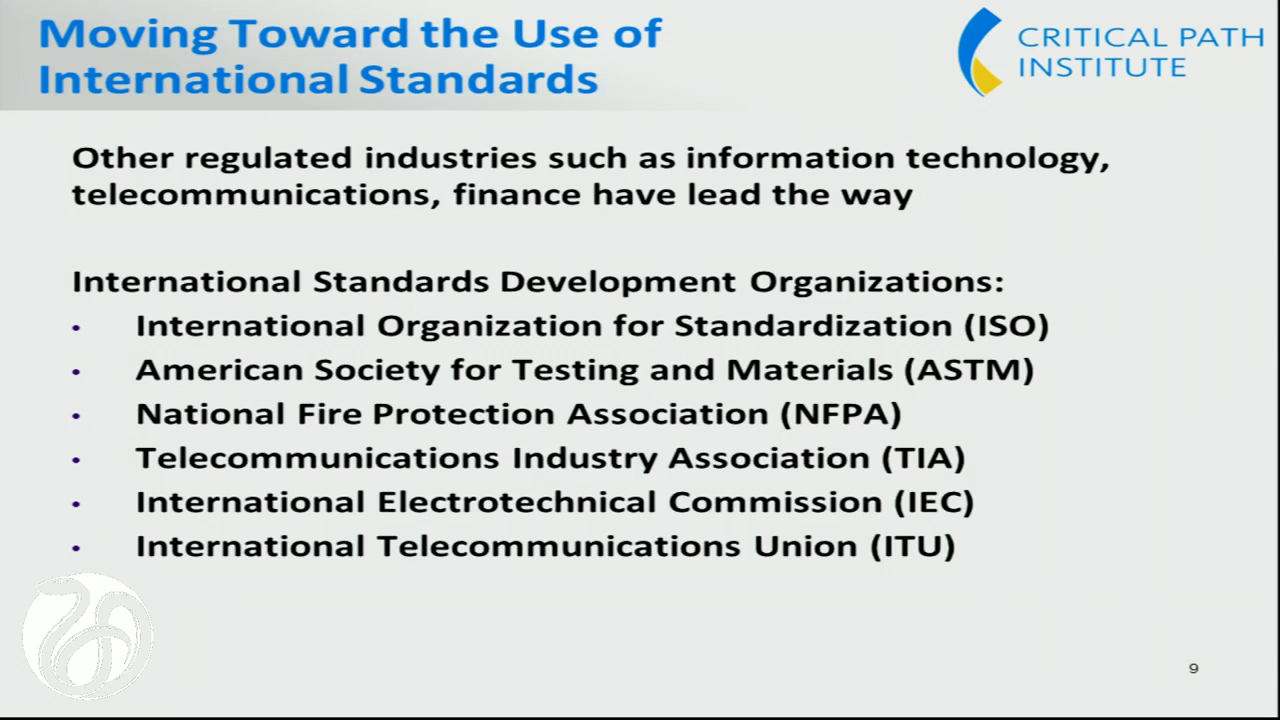 Moving Toward the Use of
International Standards
CRITICAL PATH
INSTITUTE
Other regulated industries such as information technology,
telecommunications, finance have lead the way
International Standards Development Organizations:
• International Organization for Standardization (ISO)
• American Society for Testing and Materials (ASTM)
• National Fire Protection Association (NFPA)
• Telecommunications Industry Association (TIA)
• International Electrotechnical Commission (IEC)
• International Telecommunications Union (ITU)
9